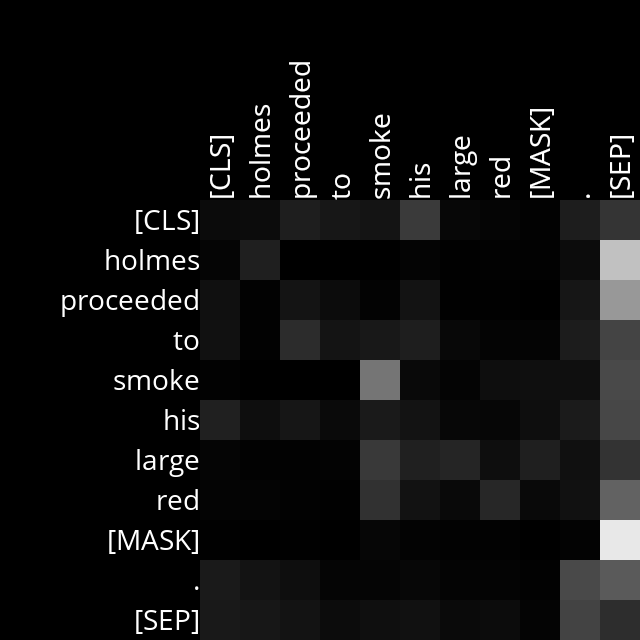 [CLS] holmes proceeded to smoke his large red [MASK] . [SEP]
[CLS]
holmes
proceeded
to
smoke
his
large
red
[MASK]
.
[SEP]